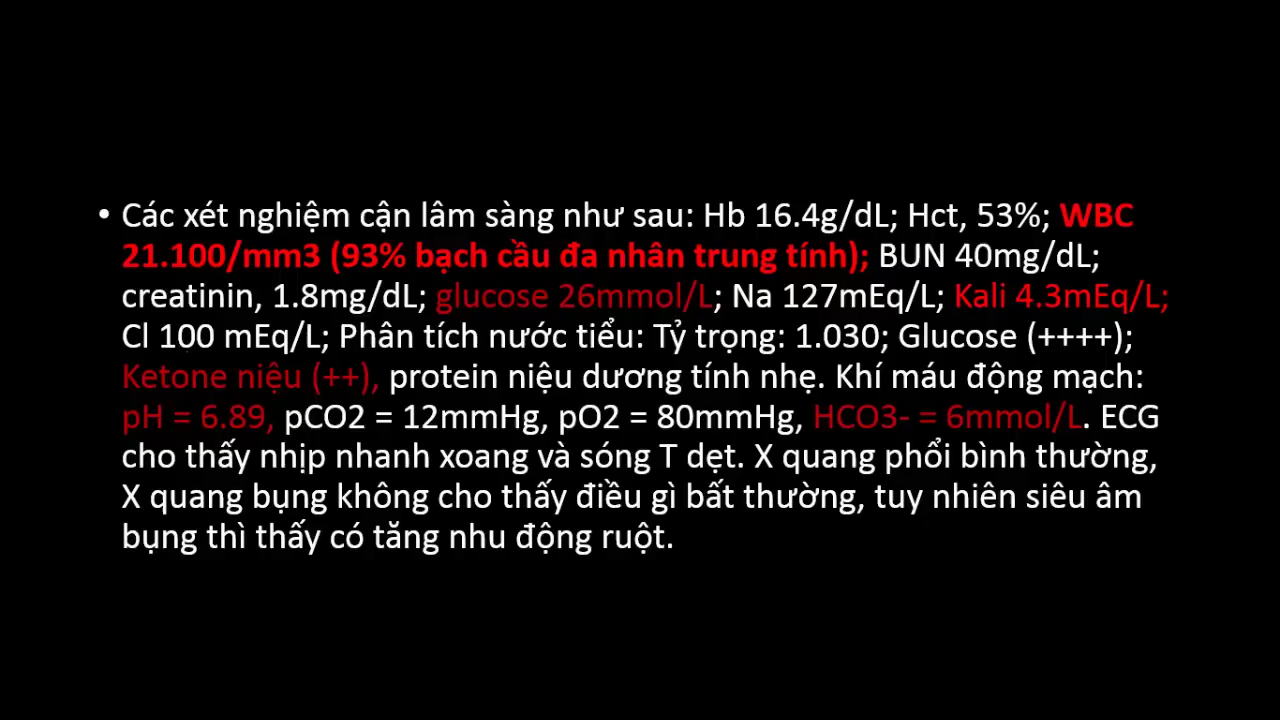 • Các xét nghiệm cận lâm sàng như sau: Hb 16.4g/dL; Hct, 53%; WBC
21.100/mm3 (93% bạch cầu đa nhân trung tính); BUN 40mg/dL;
creatinin, 1.8mg/dL; glucose 26mmol/L; Na 127mEq/L; Kali 4.3mEq/L;
Cl 100 mEq/L; Phân tích nước tiểu: Tỷ trọng: 1.030; Glucose (++++);
Ketone niệu (++), protein niệu dương tính nhẹ. Khí máu động mạch:
pH = 6.89, pCO2 = 12mmHg, pO2 = 80mmHg, HCO3- = 6mmol/L. ECG
cho thấy nhịp nhanh xoang và sóng T dẹt. X quang phổi bình thường,
X quang bụng không cho thấy điều gì bất thường, tuy nhiên siêu âm
bụng thì thấy có tăng nhu động ruột.